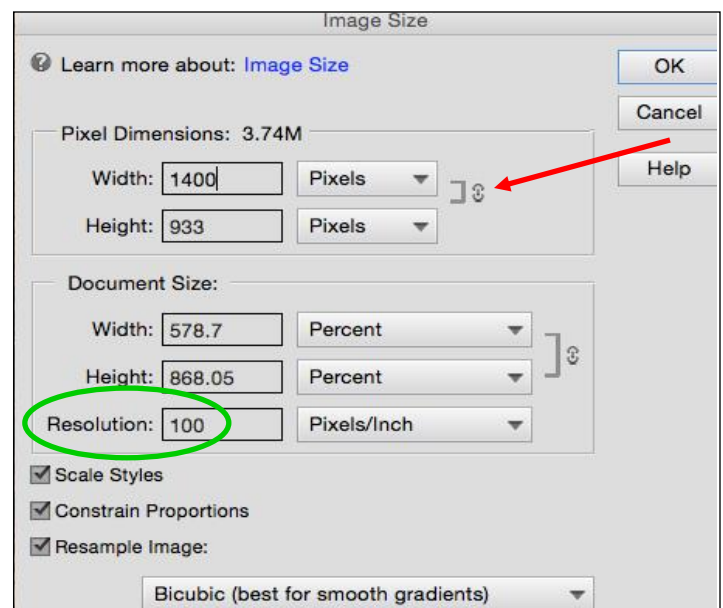 Image Size
Learn more about: Image Size
OK
Cancel
Help
Pixel Dimensions: 3.74M
Width: 1400 Pixels
Height: 933 Pixels
Document Size:
Width: 578.7 Percent
Height: 868.05 Percent
Resolution: 100 Pixels/Inch
Scale Styles
Constrain Proportions
Resample Image:
Bicubic (best for smooth gradients)